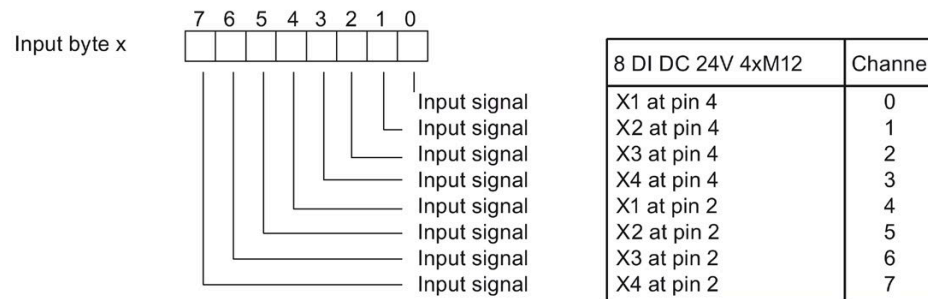 7 6 5 4 3 2 1 0
Input byte x
8 DI DC 24V 4xM12 Channe
Input signal X1 at pin 4 0
Input signal X2 at pin 4 1
Input signal X3 at pin 4 2
Input signal X4 at pin 4 3
Input signal X1 at pin 2 4
Input signal X2 at pin 2 5
Input signal X3 at pin 2 6
Input signal X4 at pin 2 7